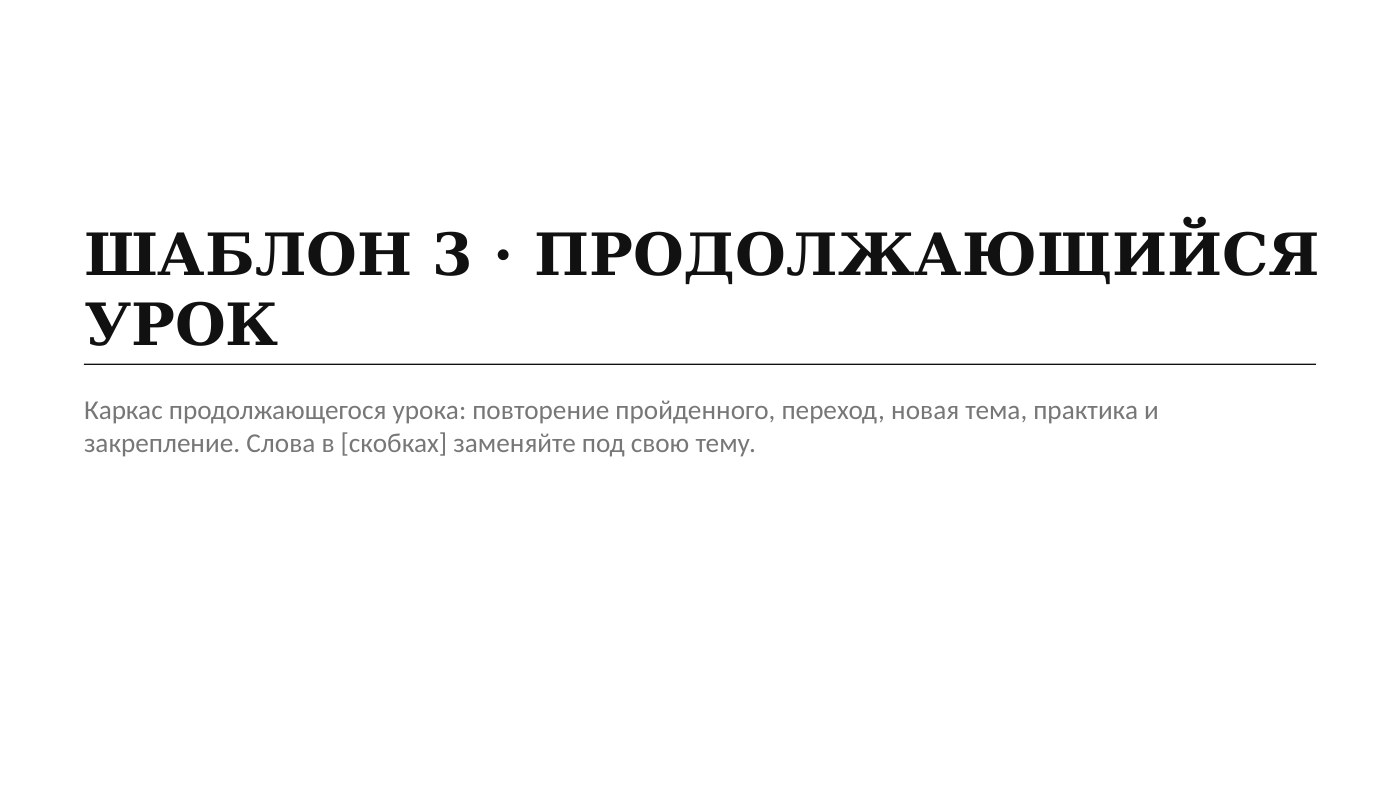 ШАБЛОН 3 · ПРОДОЛЖАЮЩИЙСЯ
УРОК
Каркас продолжающегося урока: повторение пройденного, переход, новая тема, практика и
закрепление. Слова в [скобках] заменяйте под свою тему.